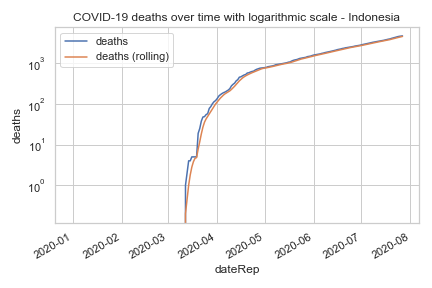 COVID-19 deaths over time with logarithmic scale - Indonesia
deaths
deaths (rolling)
10³
10²
10¹
10⁰
deaths
2020-01
2020-02
2020-03
2020-04
2020-05
2020-06
2020-07
2020-08
dateRep